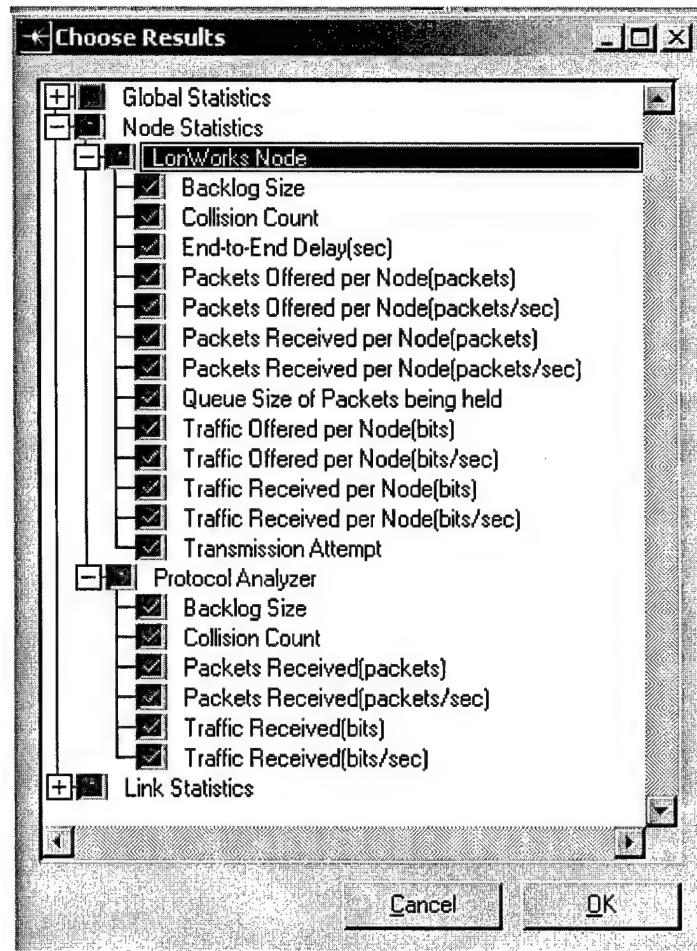 Choose Results
Global Statistics
Node Statistics
LonWorks Node
Backlog Size
Collision Count
End-to-End Delay(sec)
Packets Offered per Node(packets)
Packets Offered per Node(packets/sec)
Packets Received per Node(packets)
Packets Received per Node(packets/sec)
Queue Size of Packets being held
Traffic Offered per Node(bits)
Traffic Offered per Node(bits/sec)
Traffic Received per Node(bits)
Traffic Received per Node(bits/sec)
Transmission Attempt
Protocol Analyzer
Backlog Size
Collision Count
Packets Received(packets)
Packets Received(packets/sec)
Traffic Received(bits)
Traffic Received(bits/sec)
Link Statistics
Cancel OK